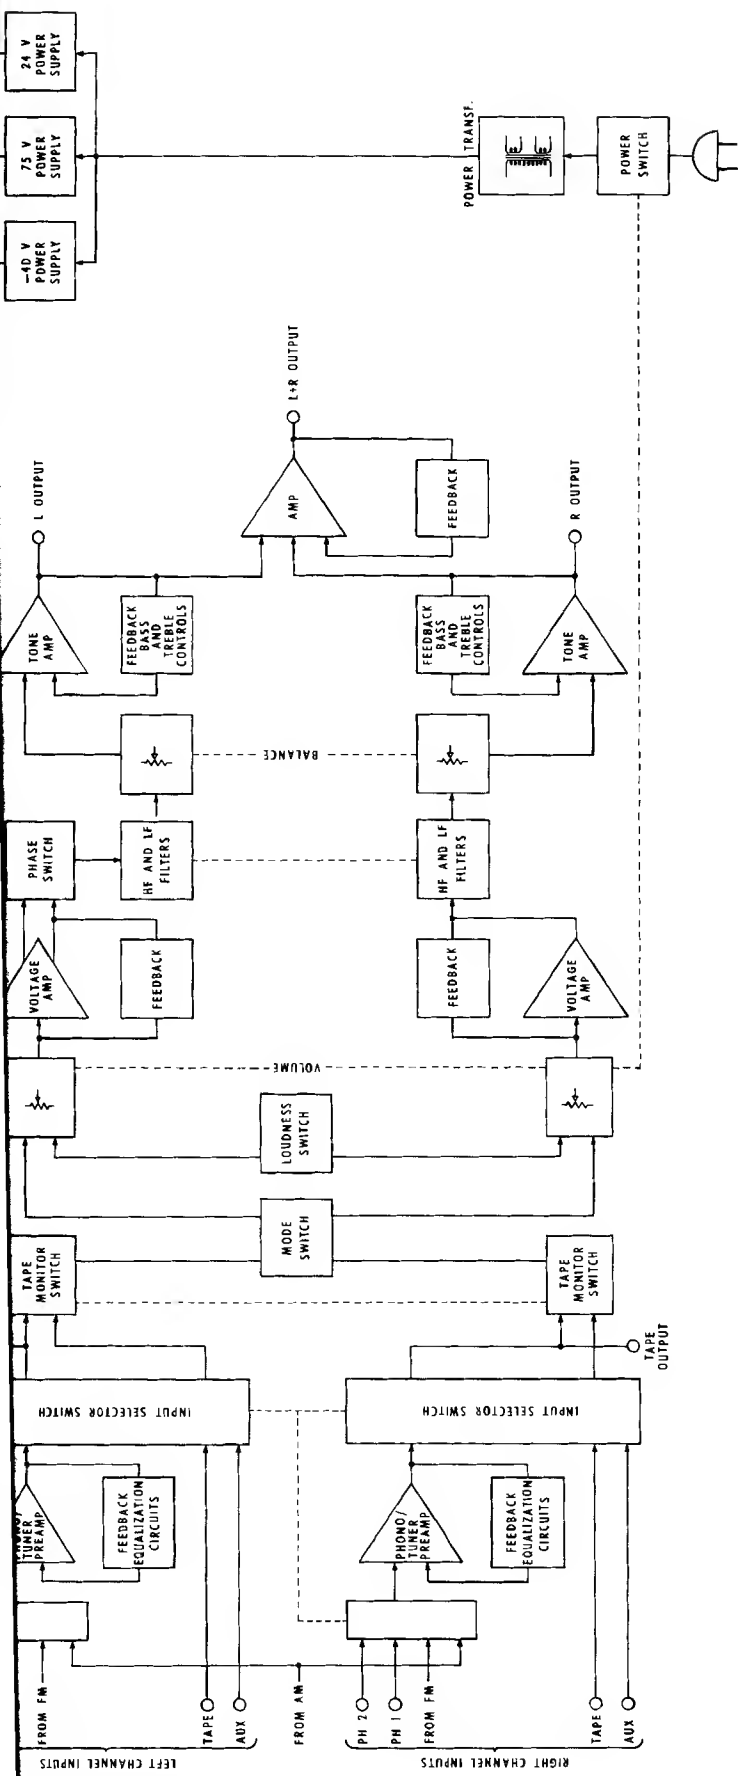 24 V
POWER
SUPPLY
75 V
POWER
SUPPLY
–40 V
POWER
SUPPLY
POWER TRANSF.
POWER
SWITCH
L OUTPUT
L+R OUTPUT
R OUTPUT
TONE
AMP
FEEDBACK
BASS
AND
TREBLE
CONTROLS
AMP
FEEDBACK
FEEDBACK
BASS
AND
TREBLE
CONTROLS
TONE
AMP
BALANCE
PHASE
SWITCH
HF AND LF
FILTERS
HF AND LF
FILTERS
VOLTAGE
AMP
FEEDBACK
FEEDBACK
VOLTAGE
AMP
VOLUME
LOUDNESS
SWITCH
MODE
SWITCH
TAPE
MONITOR
SWITCH
TAPE
MONITOR
SWITCH
TAPE
OUTPUT
INPUT SELECTOR SWITCH
INPUT SELECTOR SWITCH
PHONO/
TUNER
PREAMP
FEEDBACK
EQUALIZATION
CIRCUITS
PHONO/
TUNER
PREAMP
FEEDBACK
EQUALIZATION
CIRCUITS
FROM FM
TAPE
AUX
FROM AM
PH 2
PH 1
FROM FM
TAPE
AUX
LEFT CHANNEL INPUTS
RIGHT CHANNEL INPUTS